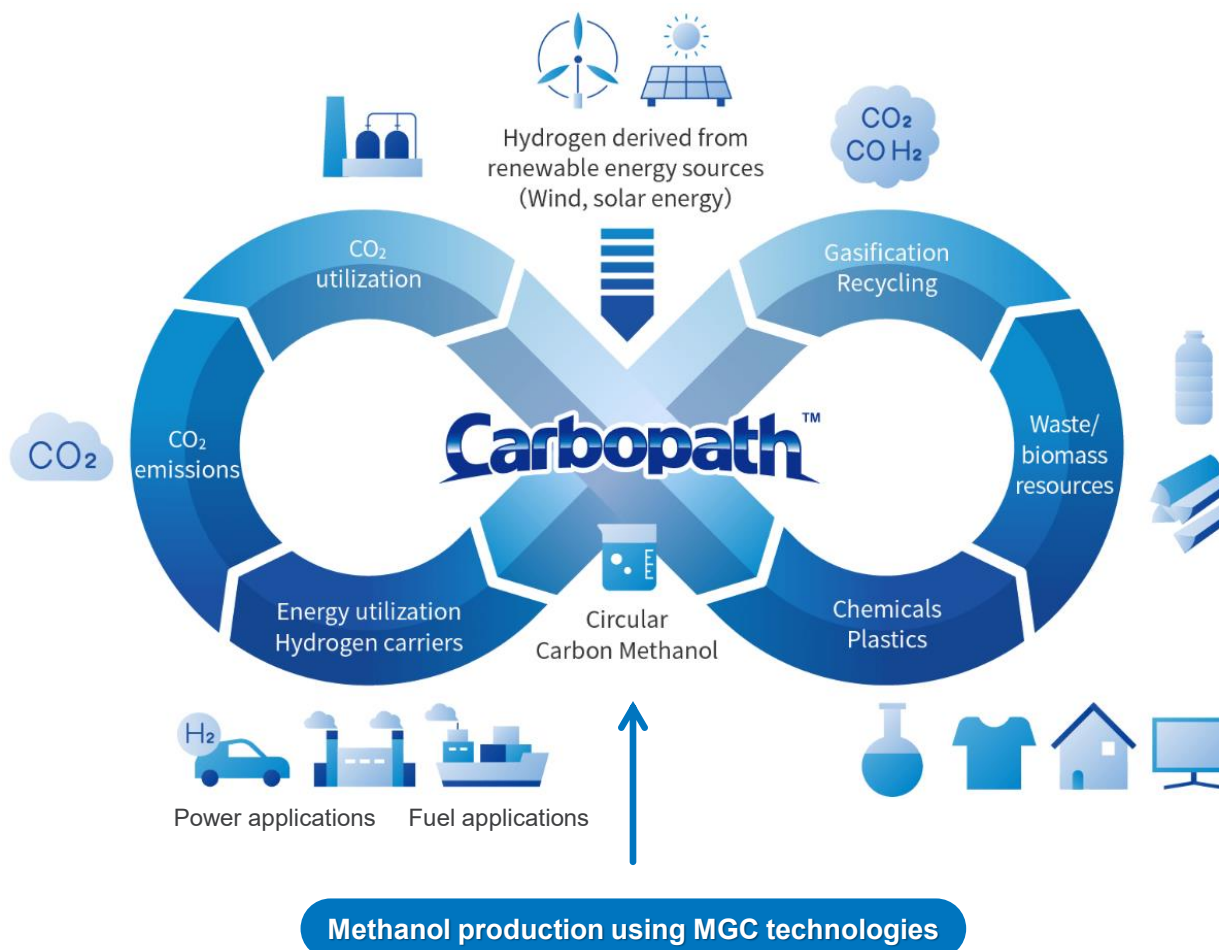 Hydrogen derived from
renewable energy sources
(Wind, solar energy)
CO₂
CO H₂
CO₂
utilization
Gasification
Recycling
CO₂
CO₂
emissions
Carbopath™
Waste/
biomass
resources
Energy utilization
Hydrogen carriers
Circular
Carbon Methanol
Chemicals
Plastics
H₂
Power applications
Fuel applications
Methanol production using MGC technologies